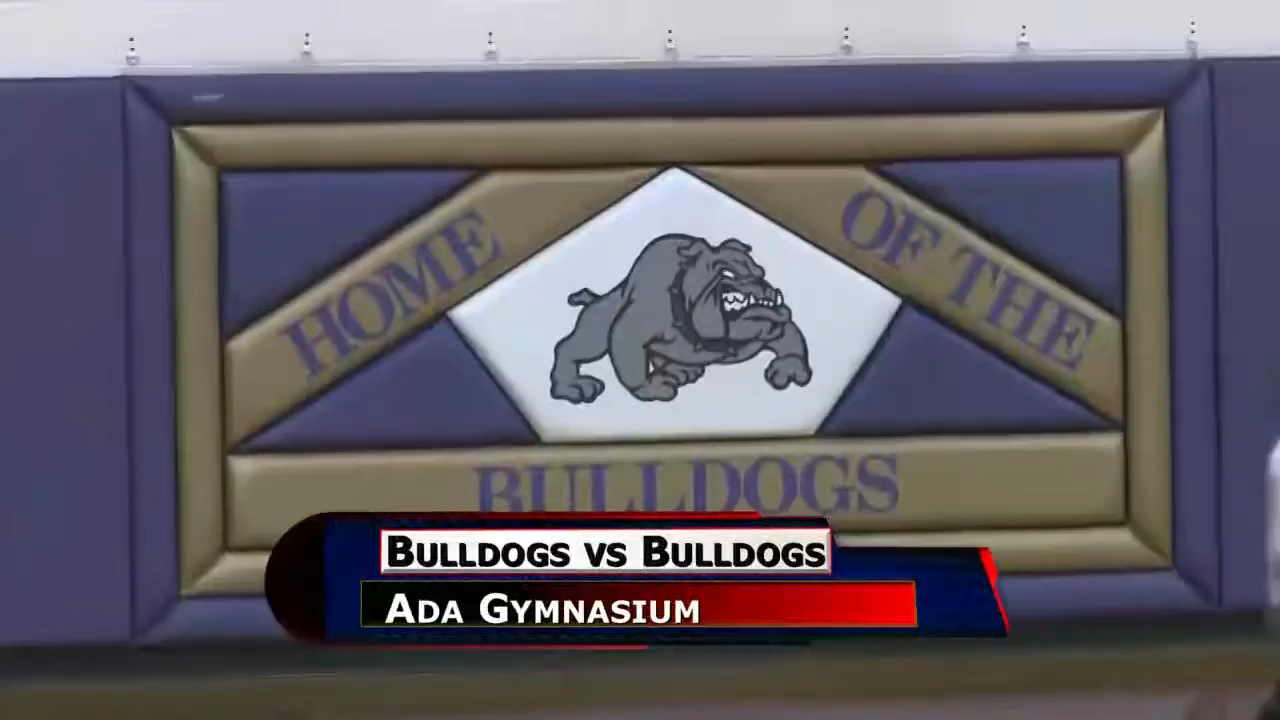 HOME
OF THE
BULLDOGS
BULLDOGS VS BULLDOGS
ADA GYMNASIUM